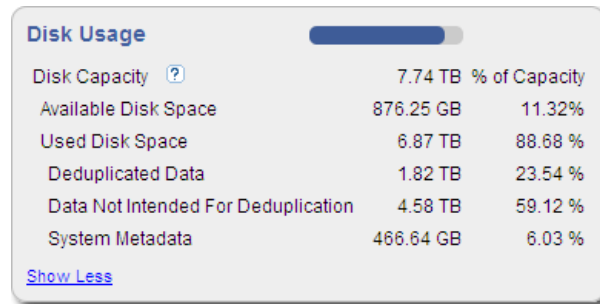 Disk Usage
Disk Capacity ? 7.74 TB % of Capacity
Available Disk Space 876.25 GB 11.32%
Used Disk Space 6.87 TB 88.68 %
Deduplicated Data 1.82 TB 23.54 %
Data Not Intended For Deduplication 4.58 TB 59.12 %
System Metadata 466.64 GB 6.03 %
Show Less